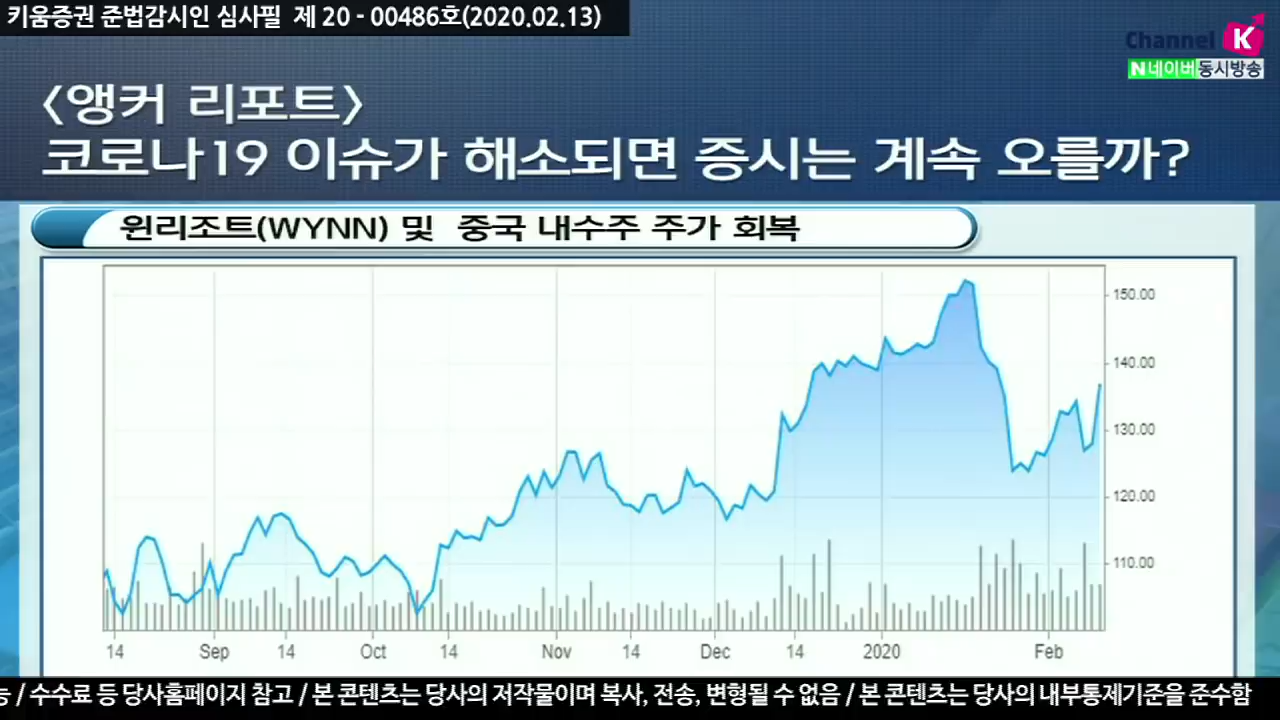 키움증권 준법감시인 심사필 제 20 - 00486호(2020.02.13)
Channel K
N네이버 동시방송
<앵커 리포트>
코로나19 이슈가 해소되면 증시는 계속 오를까?
윈리조트(WYNN) 및 중국 내수주 주가 회복
150.00
140.00
130.00
120.00
110.00
14 Sep 14 Oct 14 Nov 14 Dec 14 2020 Feb
/ 수수료 등 당사홈페이지 참고 / 본 콘텐츠는 당사의 저작물이며 복사, 전송, 변형될 수 없음 / 본 콘텐츠는 당사의 내부통제기준을 준수함